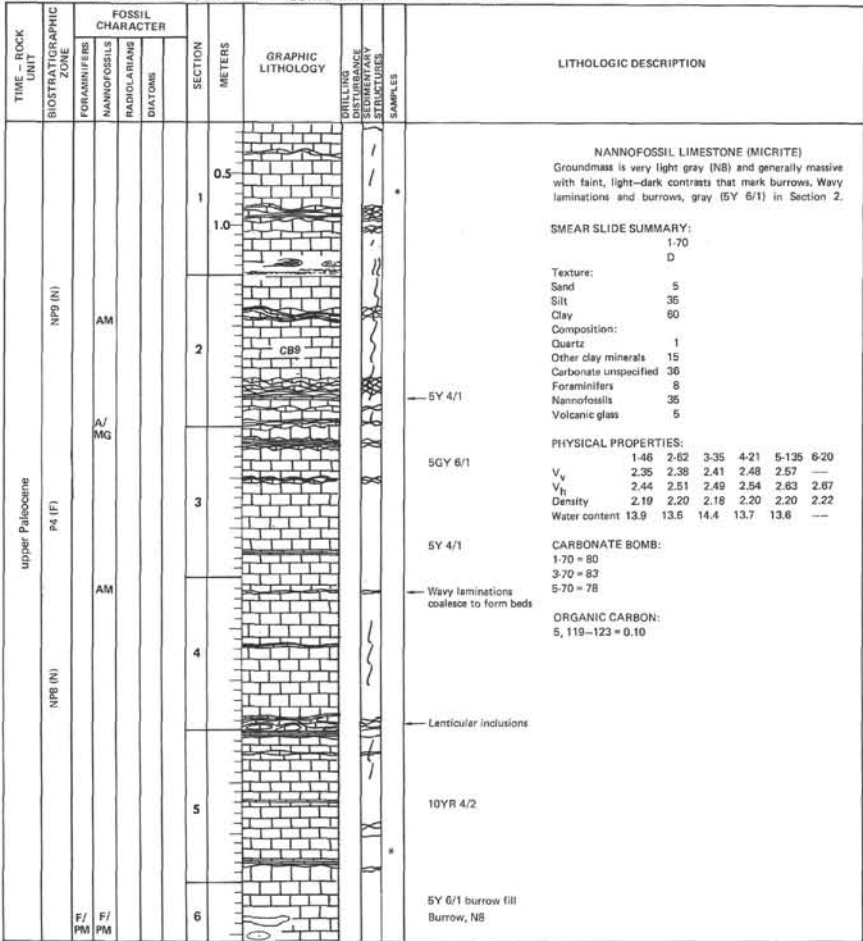 TIME – ROCK
UNIT
BIOSTRATIGRAPHIC
ZONE
FOSSIL
CHARACTER
FORAMINIFERS
NANNOFOSSILS
RADIOLARIANS
DIATOMS
SECTION
METERS
GRAPHIC
LITHOLOGY
DRILLING
DISTURBANCE
SEDIMENTARY
STRUCTURES
SAMPLES
LITHOLOGIC DESCRIPTION
upper Paleocene
NP9 (N)
P4 (F)
NP8 (N)
AM
A/
MG
AM
F/
PM
F/
PM
1
0.5
1.0
2
CB9
3
4
5
6
*
*
5Y 4/1
5GY 6/1
5Y 4/1
Wavy laminations
coalesce to form beds
Lenticular inclusions
10YR 4/2
5Y 6/1 burrow fill
Burrow, N8
NANNOFOSSIL LIMESTONE (MICRITE)
Groundmass is very light gray (N8) and generally massive
with faint, light—dark contrasts that mark burrows. Wavy
laminations and burrows, gray (5Y 6/1) in Section 2.
SMEAR SLIDE SUMMARY:
1-70
D
Texture:
Sand 5
Silt 35
Clay 60
Composition:
Quartz 1
Other clay minerals 15
Carbonate unspecified 36
Foraminifers 8
Nannofossils 35
Volcanic glass 5
PHYSICAL PROPERTIES:
1-46 2-62 3-35 4-21 5-135 6-20
Vv 2.35 2.38 2.41 2.48 2.57 —
Vh 2.44 2.51 2.49 2.54 2.63 2.67
Density 2.19 2.20 2.18 2.20 2.20 2.22
Water content 13.9 13.6 14.4 13.7 13.6 —
CARBONATE BOMB:
1-70 = 80
3-70 = 83
5-70 = 78
ORGANIC CARBON:
5, 119—123 = 0.10